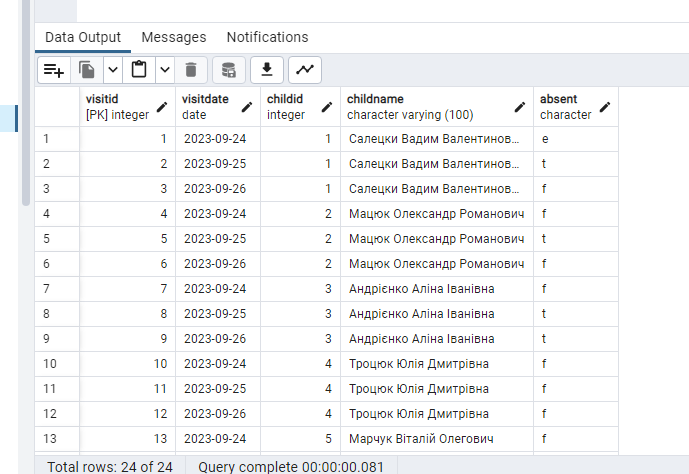 Data Output Messages Notifications
visitid visitdate childid childname absent
[PK] integer date integer character varying (100) character
1 1 2023-09-24 1 Салецки Вадим Валентинов... e
2 2 2023-09-25 1 Салецки Вадим Валентинов... t
3 3 2023-09-26 1 Салецки Вадим Валентинов... f
4 4 2023-09-24 2 Мацюк Олександр Романович f
5 5 2023-09-25 2 Мацюк Олександр Романович t
6 6 2023-09-26 2 Мацюк Олександр Романович f
7 7 2023-09-24 3 Андрієнко Аліна Іванівна f
8 8 2023-09-25 3 Андрієнко Аліна Іванівна t
9 9 2023-09-26 3 Андрієнко Аліна Іванівна t
10 10 2023-09-24 4 Троцюк Юлія Дмитрівна f
11 11 2023-09-25 4 Троцюк Юлія Дмитрівна f
12 12 2023-09-26 4 Троцюк Юлія Дмитрівна f
13 13 2023-09-24 5 Марчук Віталій Олегович f
Total rows: 24 of 24 Query complete 00:00:00.081